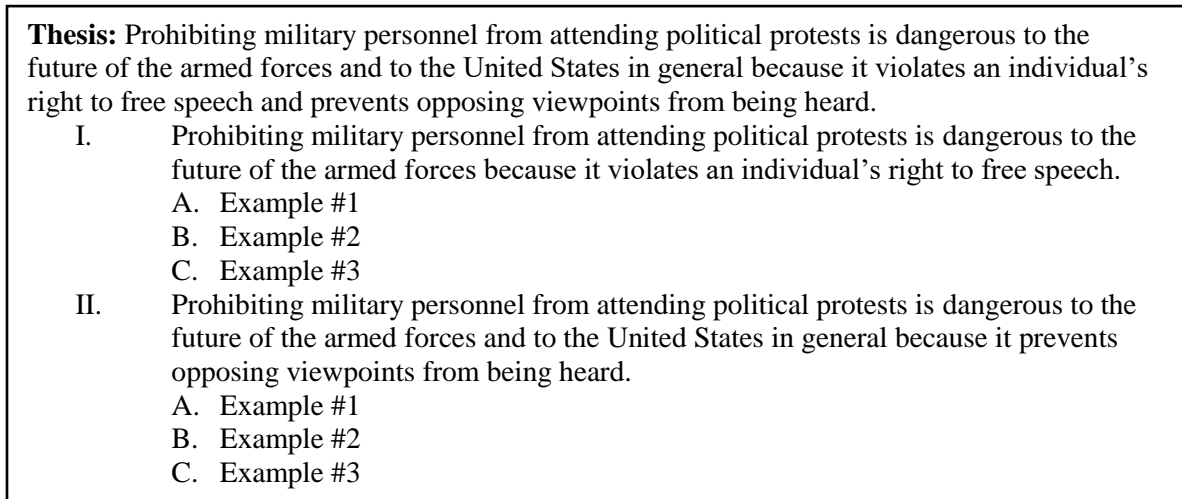 Thesis: Prohibiting military personnel from attending political protests is dangerous to the
future of the armed forces and to the United States in general because it violates an individual’s
right to free speech and prevents opposing viewpoints from being heard.
I. Prohibiting military personnel from attending political protests is dangerous to the
future of the armed forces because it violates an individual’s right to free speech.
A. Example #1
B. Example #2
C. Example #3
II. Prohibiting military personnel from attending political protests is dangerous to the
future of the armed forces and to the United States in general because it prevents
opposing viewpoints from being heard.
A. Example #1
B. Example #2
C. Example #3